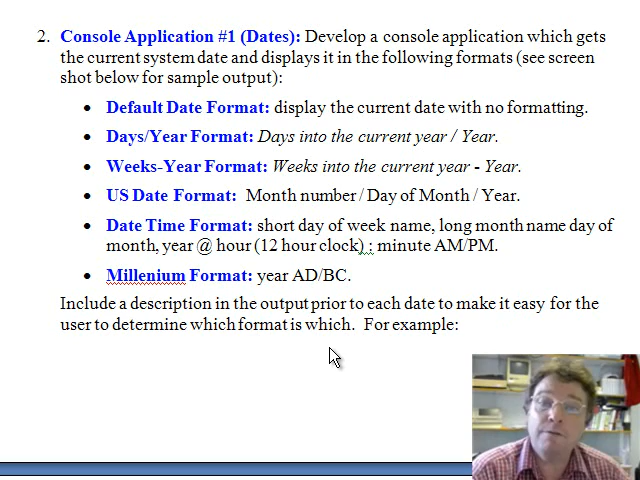 2. Console Application #1 (Dates): Develop a console application which gets
the current system date and displays it in the following formats (see screen
shot below for sample output):
• Default Date Format: display the current date with no formatting.
• Days/Year Format: Days into the current year / Year.
• Weeks-Year Format: Weeks into the current year - Year.
• US Date Format: Month number / Day of Month / Year.
• Date Time Format: short day of week name, long month name day of
month, year @ hour (12 hour clock) : minute AM/PM.
• Millenium Format: year AD/BC.
Include a description in the output prior to each date to make it easy for the
user to determine which format is which. For example: